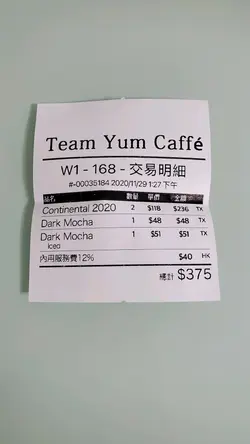 Team Yum Caffé
W1 - 168 - 交易明細
#-00035184 2020/11/29 1:27 下午
品名 數量 單價 金額
Continental 2020 2 $118 $236 TX
Dark Mocha 1 $48 $48 TX
Dark Mocha 1 $51 $51 TX
Iced
內用服務費12% $40 HK
總計 $375